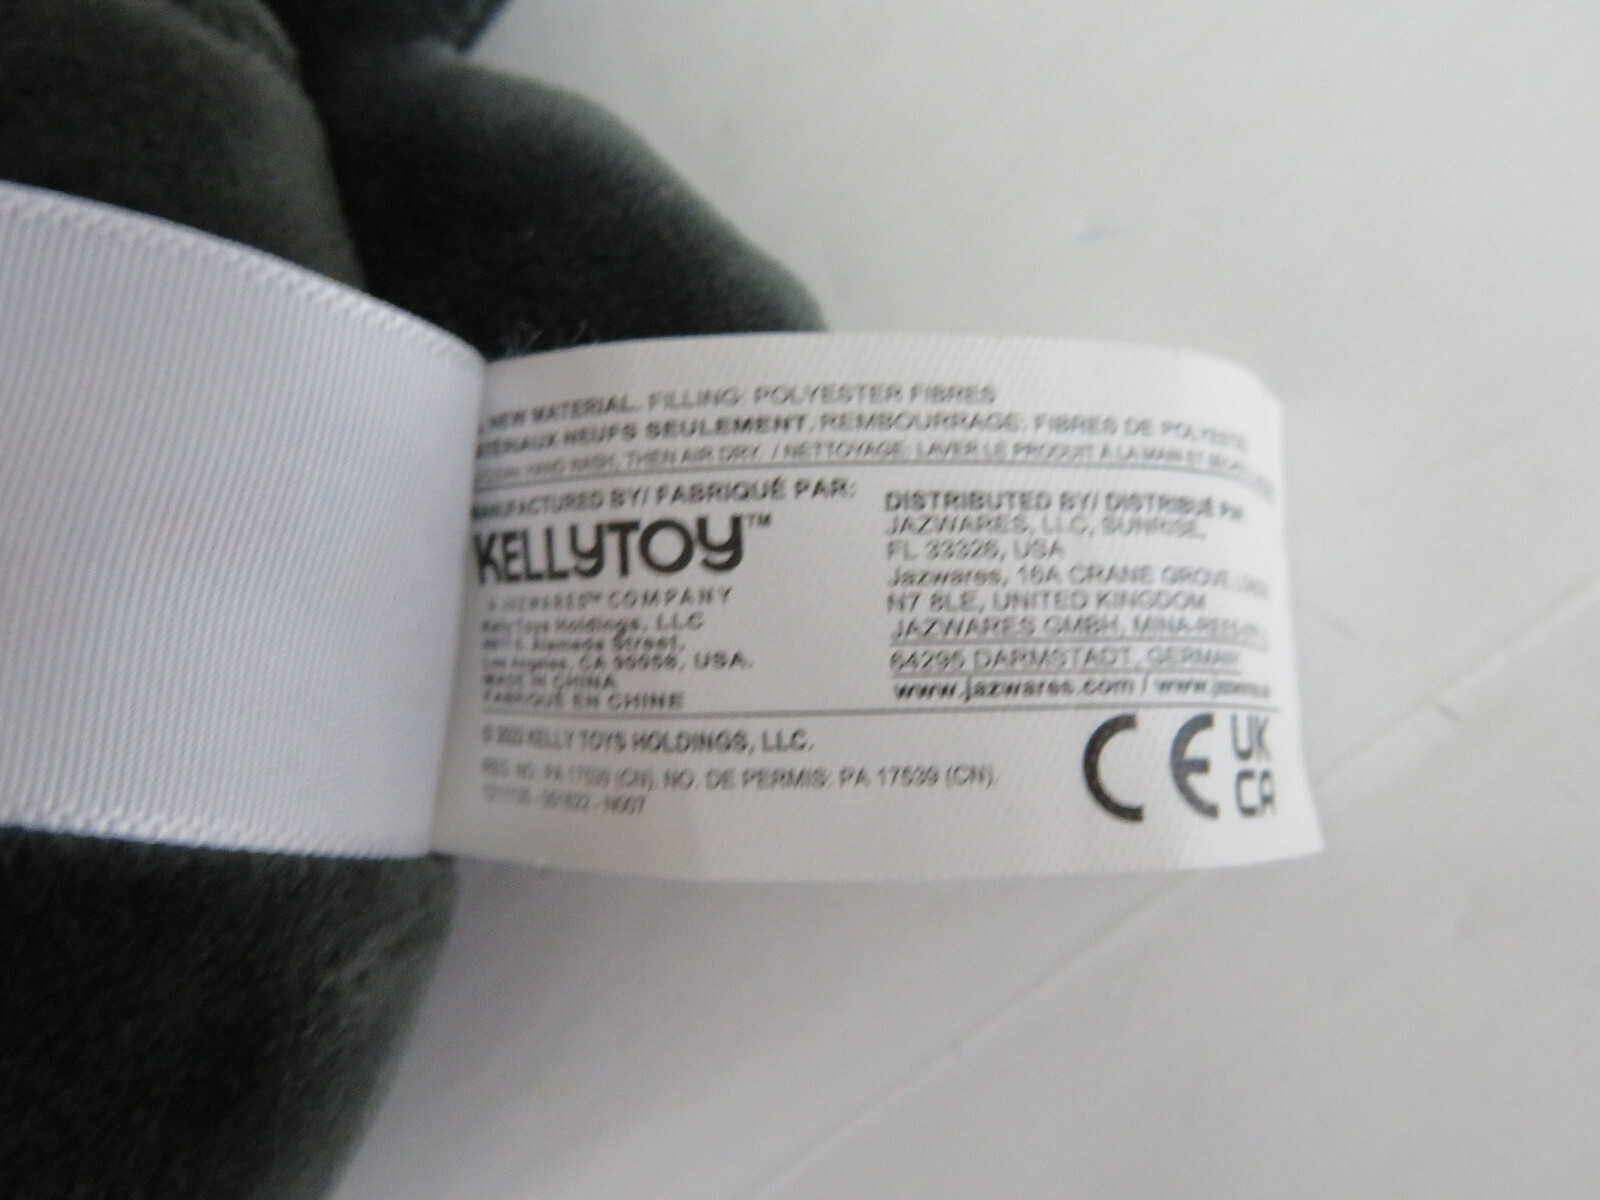 NEW MATERIAL. FILLING: POLYESTER FIBRES
NEUFS SEULEMENT. REMBOURRAGE: FIBRES DE
HAND WASH, THEN AIR DRY. / NETTOYAGE: LAVER LE PRODUIT A LA MAIN ET
MANUFACTURED BY/ FABRIQUÉ PAR:
KELLYTOY™
A JAZWARES™ COMPANY
Kelly Toys Holdings, LLC
Alameda Street,
Los Angeles, CA USA.
MADE IN CHINA
FABRIQUÉ EN CHINE
DISTRIBUTED BY/ DISTRIBUÉ PAR
JAZWARES, LLC, SUNRISE,
FL 33326, USA
Jazwares, 16A CRANE GROVE,
N7 8LE, UNITED KINGDOM
JAZWARES GMBH,
64295 DARMSTADT, GERMANY
www.jazwares.com /
© 2022 KELLY TOYS HOLDINGS, LLC.
REG NO. PA 17539 (CN). NO. DE PERMIS: PA 17539 (CN).
CE UK
CA